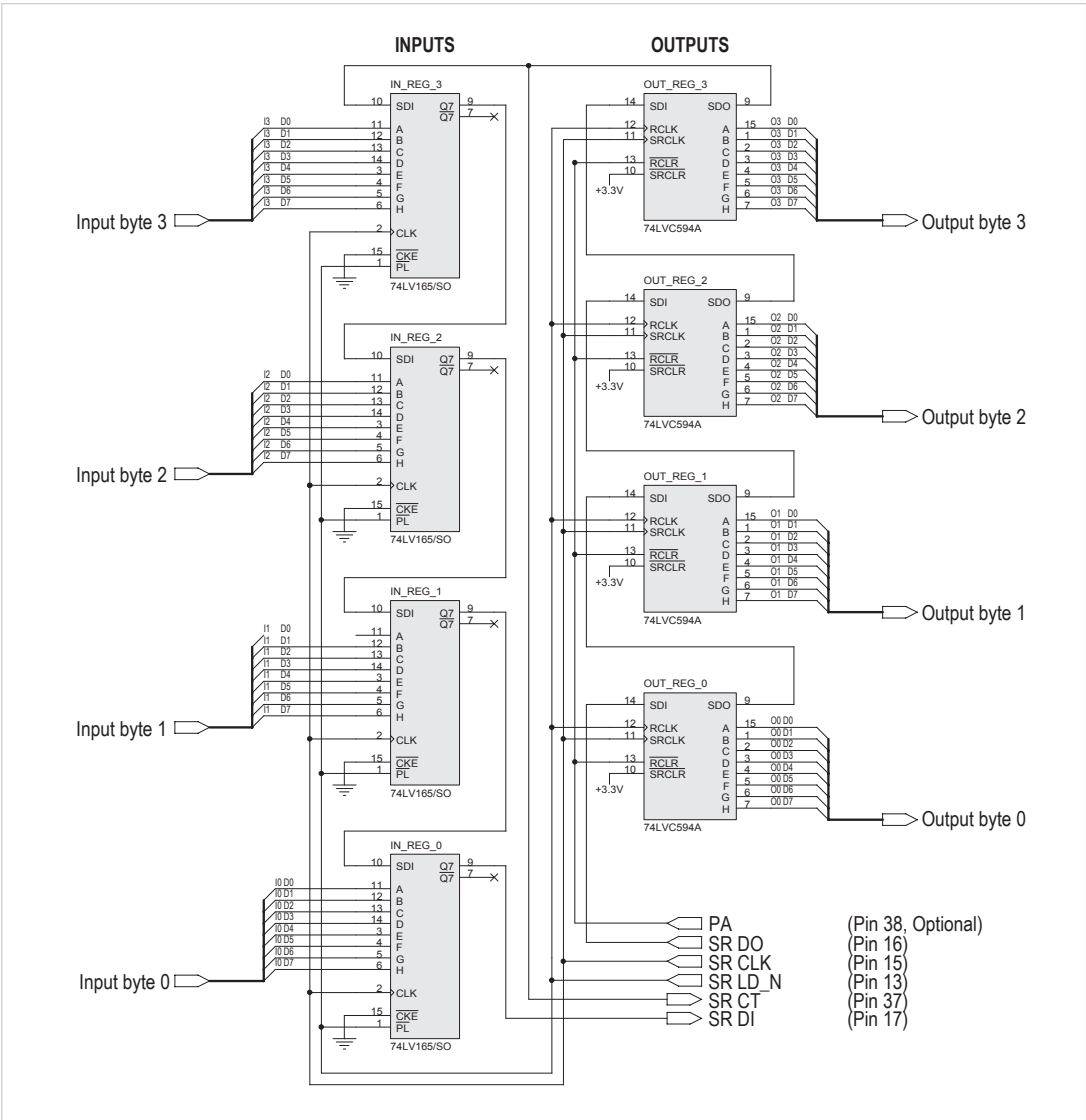 INPUTS
OUTPUTS
IN_REG_3
10 SDI Q7 9
Q7 7
I3 D0 11 A
I3 D1 12 B
I3 D2 13 C
I3 D3 14 D
I3 D4 3 E
I3 D5 4 F
I3 D6 5 G
I3 D7 6 H
Input byte 3
2 CLK
15 CKE
1 PL
74LV165/SO
IN_REG_2
10 SDI Q7 9
Q7 7
I2 D0 11 A
I2 D1 12 B
I2 D2 13 C
I2 D3 14 D
I2 D4 3 E
I2 D5 4 F
I2 D6 5 G
I2 D7 6 H
Input byte 2
2 CLK
15 CKE
1 PL
74LV165/SO
IN_REG_1
10 SDI Q7 9
Q7 7
I1 D0 11 A
I1 D1 12 B
I1 D2 13 C
I1 D3 14 D
I1 D4 3 E
I1 D5 4 F
I1 D6 5 G
I1 D7 6 H
Input byte 1
2 CLK
15 CKE
1 PL
74LV165/SO
IN_REG_0
10 SDI Q7 9
Q7 7
I0 D0 11 A
I0 D1 12 B
I0 D2 13 C
I0 D3 14 D
I0 D4 3 E
I0 D5 4 F
I0 D6 5 G
I0 D7 6 H
Input byte 0
2 CLK
15 CKE
1 PL
74LV165/SO
OUT_REG_3
14 SDI SDO 9
12 RCLK
11 SRCLK
13 RCLR
10 SRCLR
+3.3V
A 15 O3 D0
B 1 O3 D1
C 2 O3 D2
D 3 O3 D3
E 4 O3 D4
F 5 O3 D5
G 6 O3 D6
H 7 O3 D7
Output byte 3
74LVC594A
OUT_REG_2
14 SDI SDO 9
12 RCLK
11 SRCLK
13 RCLR
10 SRCLR
+3.3V
A 15 O2 D0
B 1 O2 D1
C 2 O2 D2
D 3 O2 D3
E 4 O2 D4
F 5 O2 D5
G 6 O2 D6
H 7 O2 D7
Output byte 2
74LVC594A
OUT_REG_1
14 SDI SDO 9
12 RCLK
11 SRCLK
13 RCLR
10 SRCLR
+3.3V
A 15 O1 D0
B 1 O1 D1
C 2 O1 D2
D 3 O1 D3
E 4 O1 D4
F 5 O1 D5
G 6 O1 D6
H 7 O1 D7
Output byte 1
74LVC594A
OUT_REG_0
14 SDI SDO 9
12 RCLK
11 SRCLK
13 RCLR
10 SRCLR
+3.3V
A 15 O0 D0
B 1 O0 D1
C 2 O0 D2
D 3 O0 D3
E 4 O0 D4
F 5 O0 D5
G 6 O0 D6
H 7 O0 D7
Output byte 0
74LVC594A
PA (Pin 38, Optional)
SR DO (Pin 16)
SR CLK (Pin 15)
SR LD_N (Pin 13)
SR CT (Pin 37)
SR DI (Pin 17)